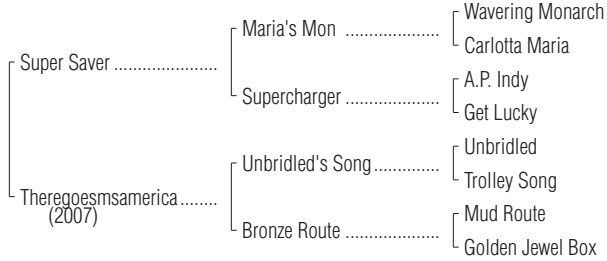 Wavering Monarch
Maria's Mon ....................
Carlotta Maria
Super Saver ......................
A.P. Indy
Supercharger ....................
Get Lucky
Unbridled
Unbridled's Song..............
Trolley Song
Theregoesmsamerica........
(2007)
Mud Route
Bronze Route ....................
Golden Jewel Box